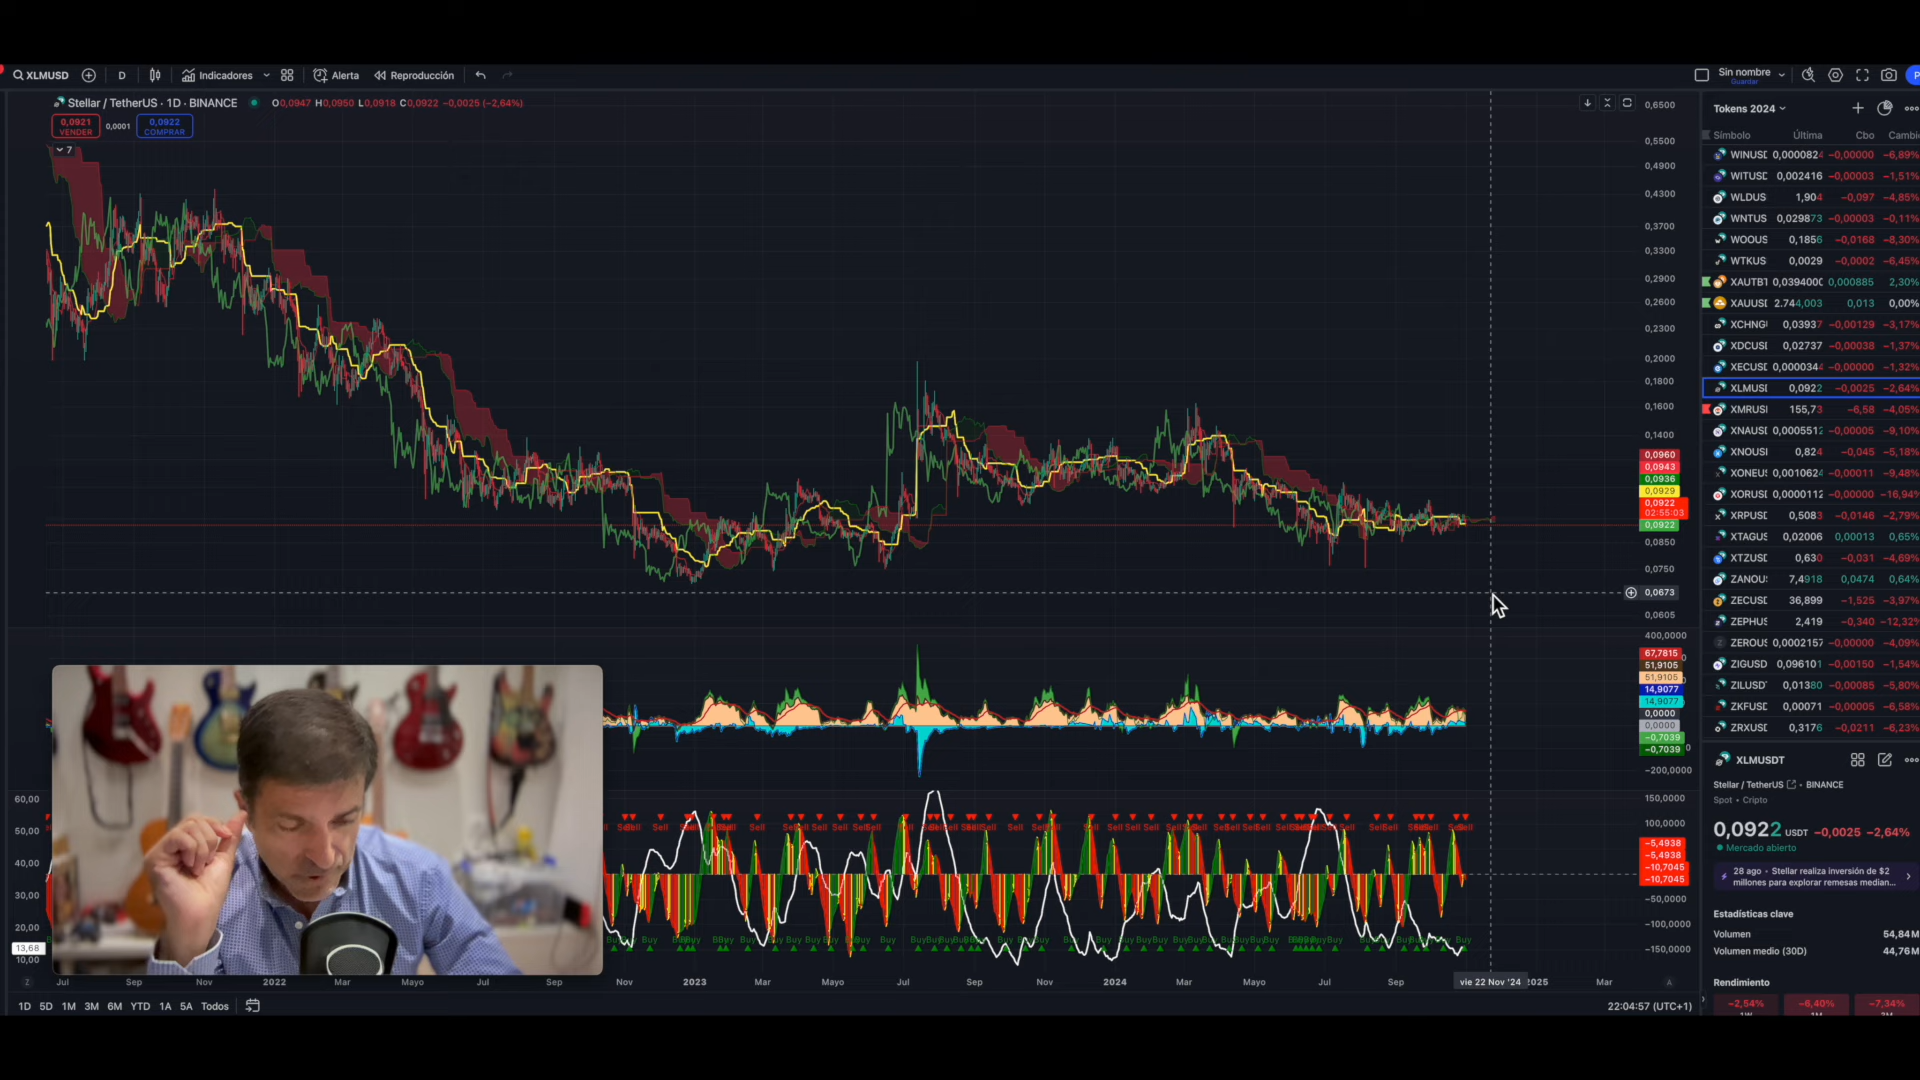 XLMUSD D Indicadores Alerta Reproducción Sin nombre
Guardar
Stellar / TetherUS · 1D · BINANCE O0,0947 H0,0950 L0,0918 C0,0922 −0,0025 (−2,64%)
0,0921 0,0001 0,0922
VENDER COMPRAR
7
0,6500
0,5500
0,4900
0,4300
0,3700
0,3300
0,2900
0,2600
0,2300
0,2000
0,1800
0,1600
0,1400
0,0960
0,0943
0,0936
0,0929
0,0922
02:55:03
0,0922
0,0850
0,0750
0,0673
0,0605
400,0000
67,7815
51,9105
51,9105
14,9077
14,9077
0,0000
0,0000
−0,7039
−0,7039
−200,0000
150,0000
100,0000
−5,4938
−5,4938
−10,7045
−10,7045
−50,0000
−100,0000
−150,0000
60,00
50,00
40,00
30,00
20,00
13,68
10,00
Jul Sep Nov 2022 Mar Mayo Jul Sep Nov 2023 Mar Mayo Jul Sep Nov 2024 Mar Mayo Jul Sep vie 22 Nov '24 2025 Mar
1D 5D 1M 3M 6M YTD 1A 5A Todos 22:04:57 (UTC+1)
Tokens 2024
Símbolo Última Cbo Cambio
WINUSD 0,0000824 −0,00000 −6,89%
WITUSD 0,002416 −0,00003 −1,51%
WLDUS 1,904 −0,097 −4,85%
WNTUS 0,029873 −0,00003 −0,11%
WOOUS 0,1856 −0,0168 −8,30%
WTKUS 0,0029 −0,0002 −6,45%
XAUTBT 0,0394000 0,000885 2,30%
XAUUSD 2.744,003 0,013 0,00%
XCHNG 0,03937 −0,00129 −3,17%
XDCUSD 0,02737 −0,00038 −1,37%
XECUSD 0,0000344 −0,00000 −1,32%
XLMUSD 0,0922 −0,0025 −2,64%
XMRUSD 155,73 −6,58 −4,05%
XNAUSD 0,0005512 −0,00005 −9,10%
XNOUSD 0,824 −0,045 −5,18%
XONEUS 0,0010624 −0,00011 −9,48%
XORUSD 0,0000112 −0,00000 −16,94%
XRPUSD 0,5083 −0,0146 −2,79%
XTAGUS 0,02006 0,00013 0,65%
XTZUSD 0,630 −0,031 −4,69%
ZANOUS 7,4918 0,0474 0,64%
ZECUSD 36,899 −1,525 −3,97%
ZEPHUS 2,419 −0,340 −12,32%
ZEROUS 0,0002157 −0,00000 −4,09%
ZIGUSD 0,096101 −0,00150 −1,54%
ZILUSDT 0,01380 −0,00085 −5,80%
ZKFUSD 0,00071 −0,00005 −6,58%
ZRXUSD 0,3176 −0,0211 −6,23%
XLMUSDT
Stellar / TetherUS · BINANCE
Spot · Cripto
0,0922 USDT −0,0025 −2,64%
Mercado abierto
28 ago · Stellar realiza inversión de $2
millones para explorar remesas median...
Estadísticas clave
Volumen 54,84 M
Volumen medio (30D) 44,76 M
Rendimiento
−2,54% −6,40% −7,34%
1W 1M 3M